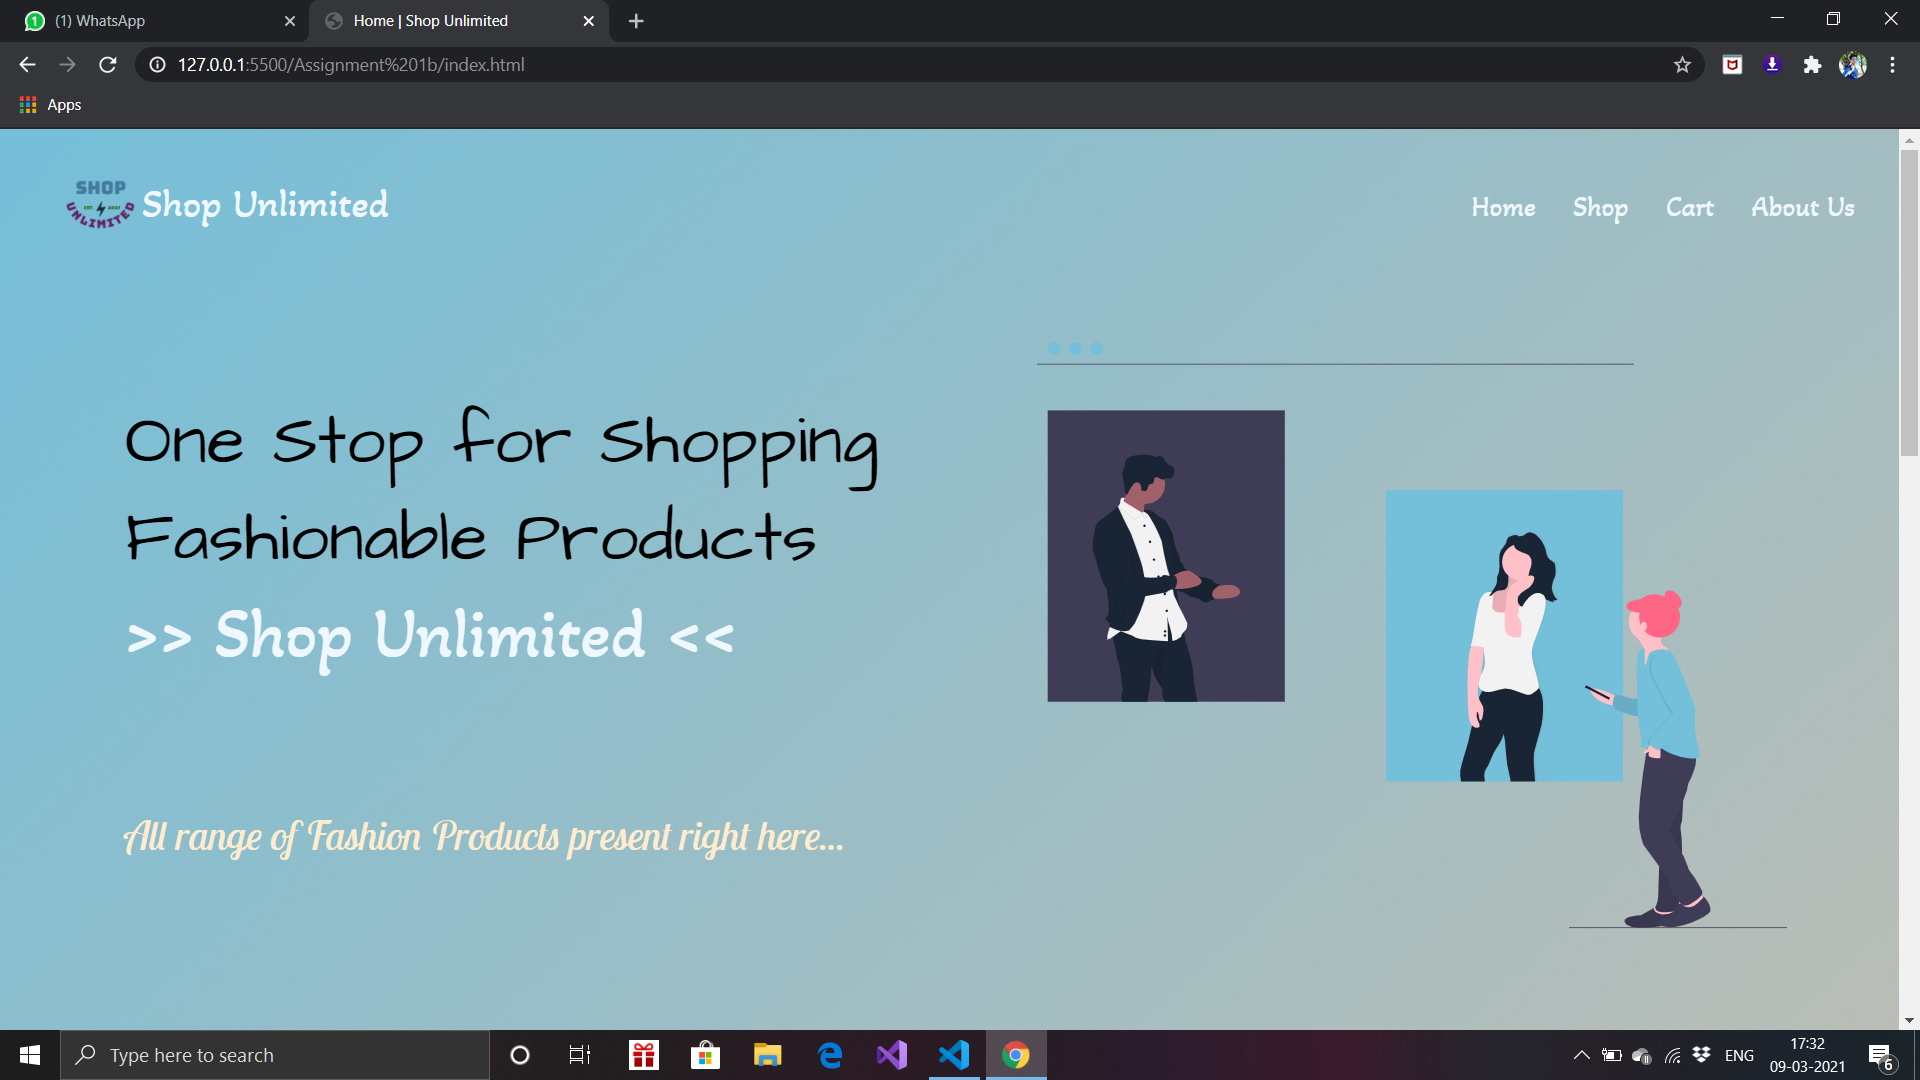 (1) WhatsApp
Home | Shop Unlimited
127.0.0.1:5500/Assignment%201b/index.html
Apps
SHOP
EST. 2021
UNLIMITED
Shop Unlimited
Home
Shop
Cart
About Us
One Stop for Shopping
Fashionable Products
>> Shop Unlimited <<
All range of Fashion Products present right here...
Type here to search
ENG
17:32
09-03-2021
6